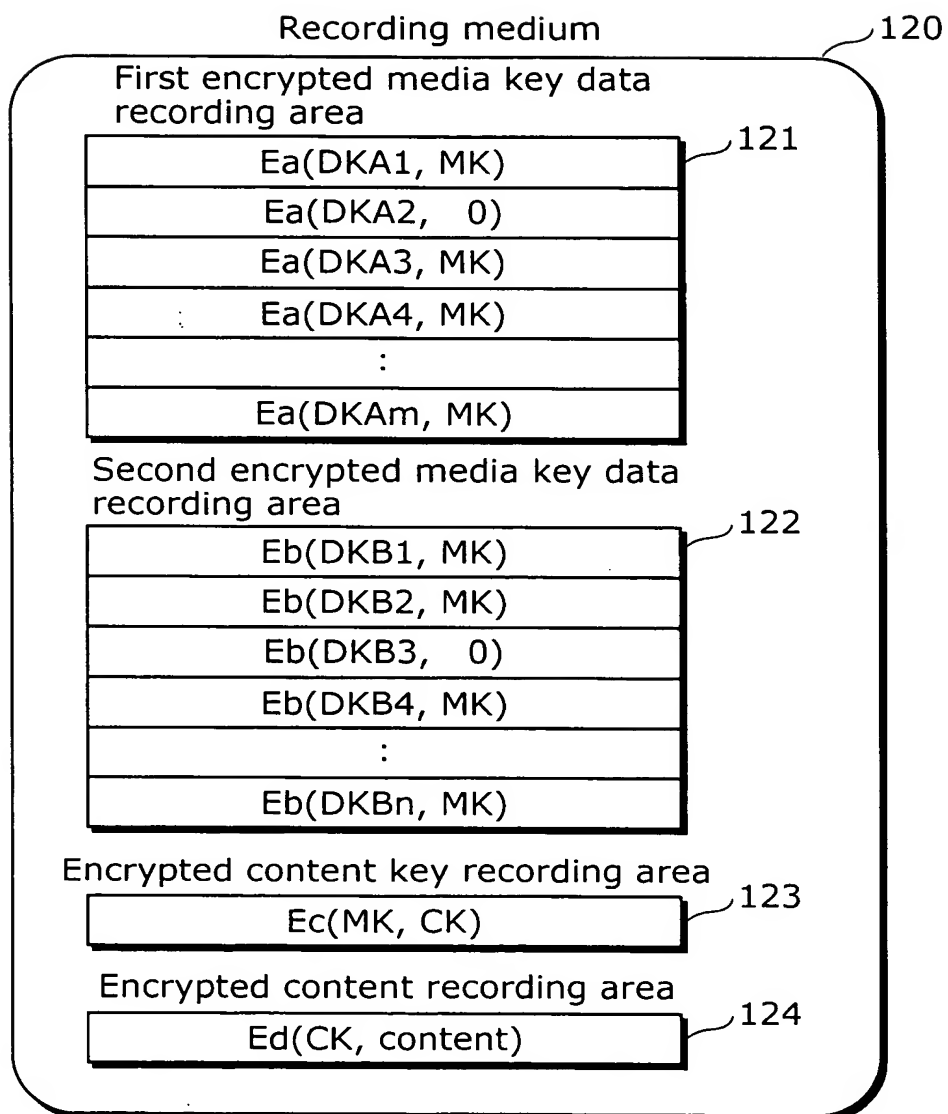 Recording medium
120
First encrypted media key data
recording area
121
Ea(DKA1, MK)
Ea(DKA2, 0)
Ea(DKA3, MK)
Ea(DKA4, MK)
:
Ea(DKAm, MK)
Second encrypted media key data
recording area
122
Eb(DKB1, MK)
Eb(DKB2, MK)
Eb(DKB3, 0)
Eb(DKB4, MK)
:
Eb(DKBn, MK)
Encrypted content key recording area
123
Ec(MK, CK)
Encrypted content recording area
124
Ed(CK, content)